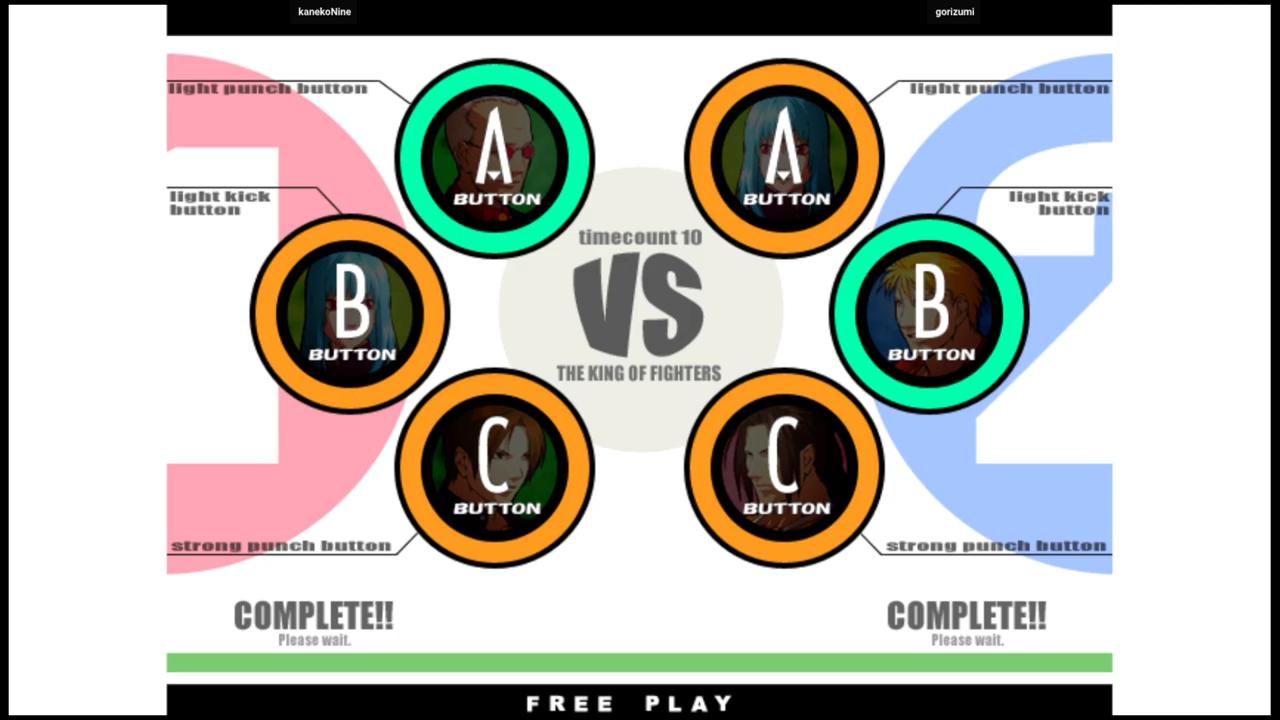 kanekoNine
gorizumi
light punch button
light punch button
A
BUTTON
A
BUTTON
light kick
button
light kick
button
timecount 10
VS
THE KING OF FIGHTERS
B
BUTTON
B
BUTTON
C
BUTTON
C
BUTTON
strong punch button
strong punch button
COMPLETE!!
Please wait.
COMPLETE!!
Please wait.
FREE PLAY
1
2